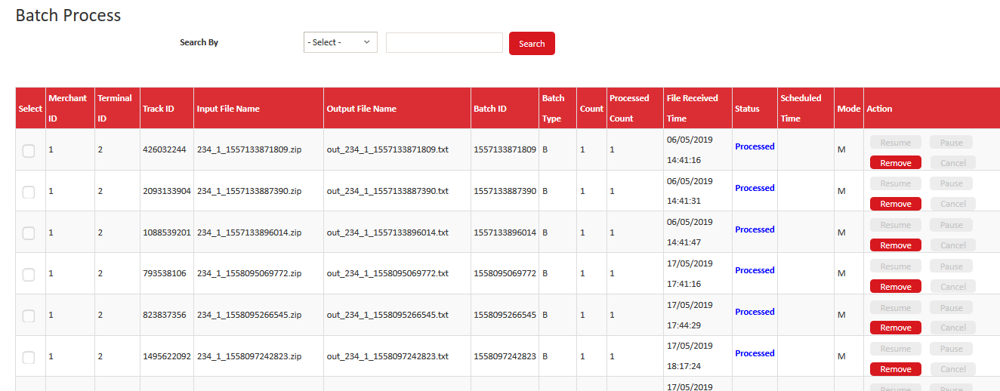 Batch Process
Search By - Select - Search
Select Merchant ID Terminal ID Track ID Input File Name Output File Name Batch ID Batch Type Count Processed Count File Received Time Status Scheduled Time Mode Action
1 2 426032244 234_1_1557133871809.zip out_234_1_1557133871809.txt 1557133871809 B 1 1 06/05/2019 14:41:16 Processed M Resume Pause Remove Cancel
1 2 2093133904 234_1_1557133887390.zip out_234_1_1557133887390.txt 1557133887390 B 1 1 06/05/2019 14:41:31 Processed M Resume Pause Remove Cancel
1 2 1088539201 234_1_1557133896014.zip out_234_1_1557133896014.txt 1557133896014 B 1 1 06/05/2019 14:41:47 Processed M Resume Pause Remove Cancel
1 2 793538106 234_1_1558095069772.zip out_234_1_1558095069772.txt 1558095069772 B 1 1 17/05/2019 17:41:16 Processed M Resume Pause Remove Cancel
1 2 823837356 234_1_1558095266545.zip out_234_1_1558095266545.txt 1558095266545 B 1 1 17/05/2019 17:44:29 Processed M Resume Pause Remove Cancel
1 2 1495622092 234_1_1558097242823.zip out_234_1_1558097242823.txt 1558097242823 B 1 1 17/05/2019 18:17:24 Processed M Resume Pause Remove Cancel
17/05/2019 Resume Pause